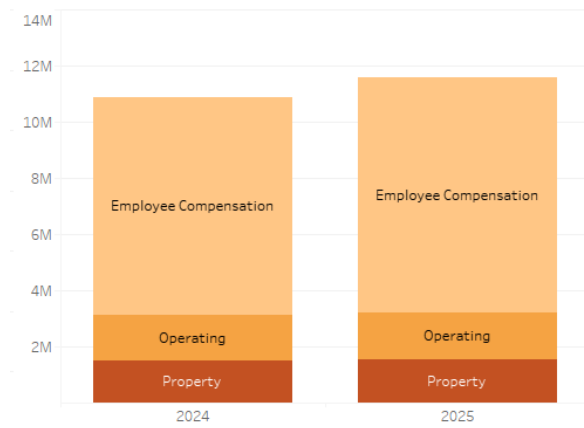 14M
12M
10M
8M
6M
4M
2M
Employee Compensation
Employee Compensation
Operating
Operating
Property
Property
2024
2025